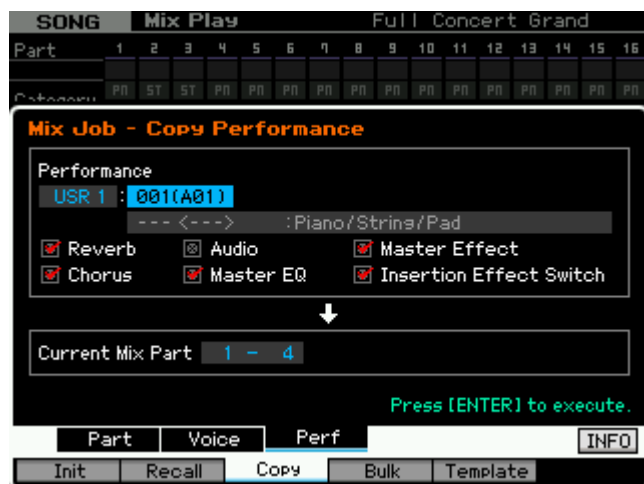 SONG Mix Play Full Concert Grand
Part 1 2 3 4 5 6 7 8 9 10 11 12 13 14 15 16
Category PN ST ST PN PN PN PN PN PN PN PN PN PN PN PN PN
Mix Job - Copy Performance
Performance
USR 1 : 001(A01)
--- <---> :Piano/String/Pad
Reverb Audio Master Effect
Chorus Master EQ Insertion Effect Switch
Current Mix Part 1 - 4
Press [ENTER] to execute.
Part Voice Perf INFO
Init Recall Copy Bulk Template